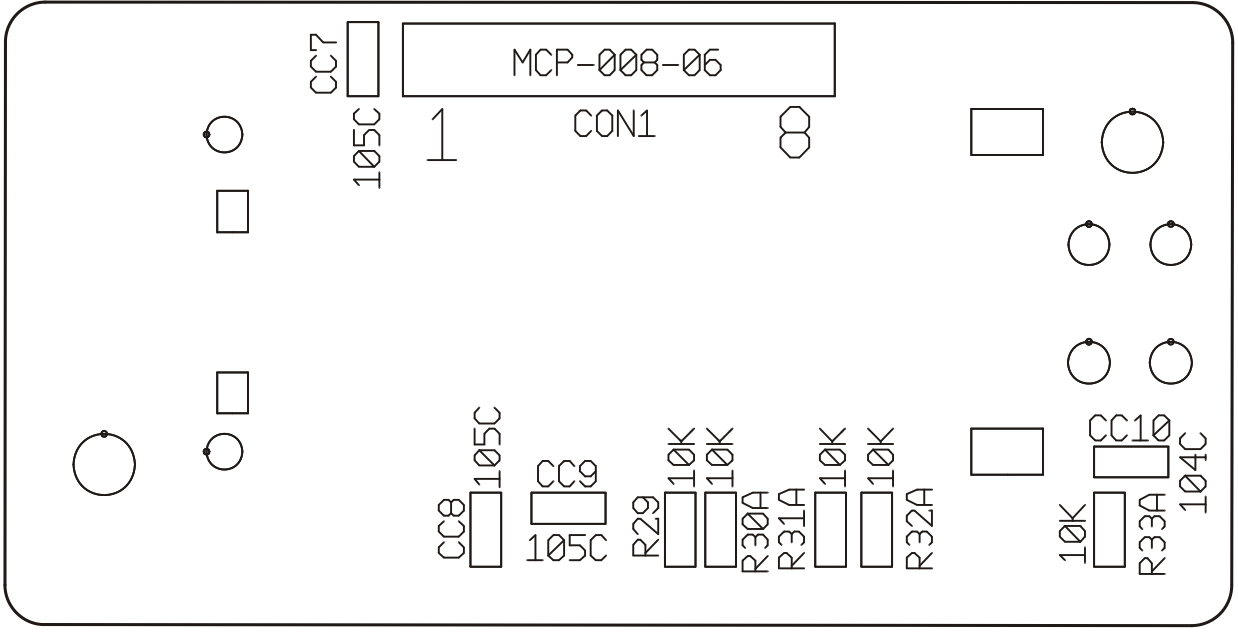 CC7
MCP-008-06
105C
1
CON1
8
105C
10K
10K
10K
10K
CC10
104C
CC9
CC8
105C
R29
R30A
R31A
R32A
10K
R33A